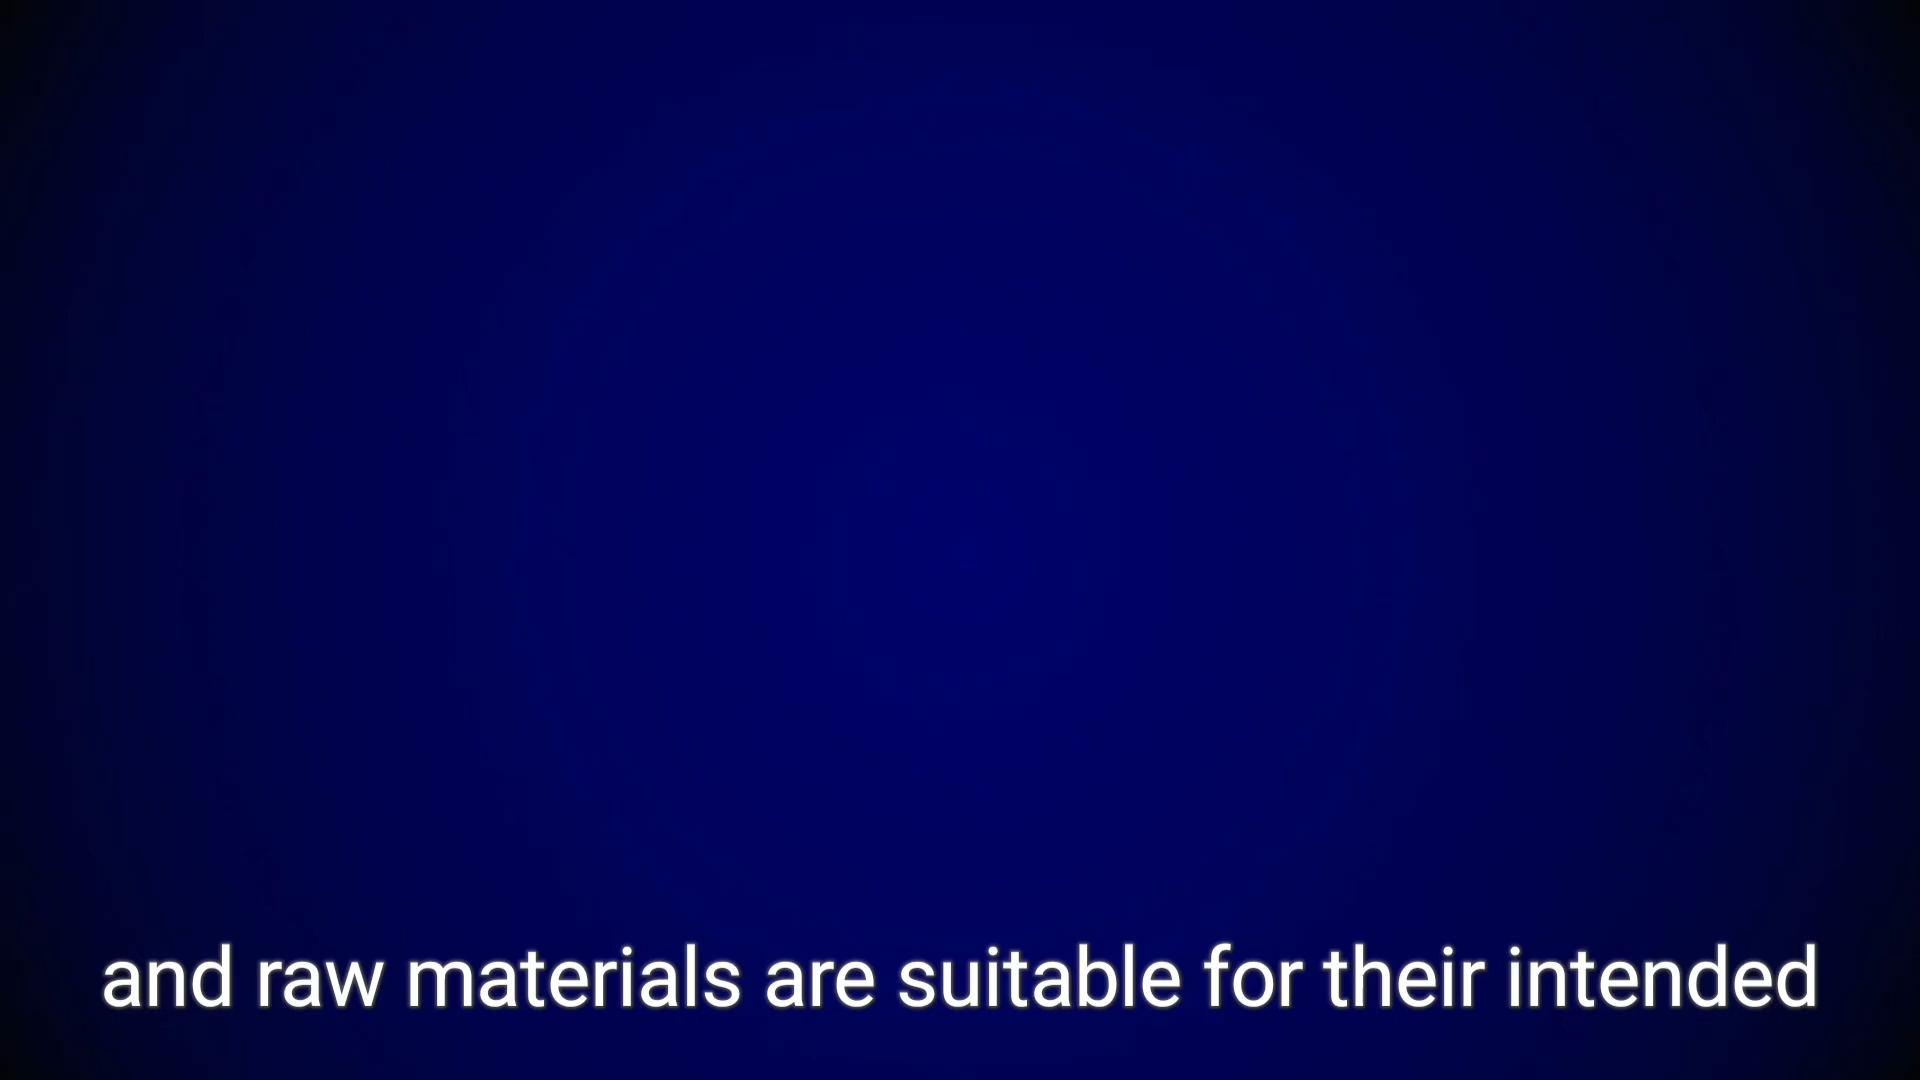 and raw materials are suitable for their intended